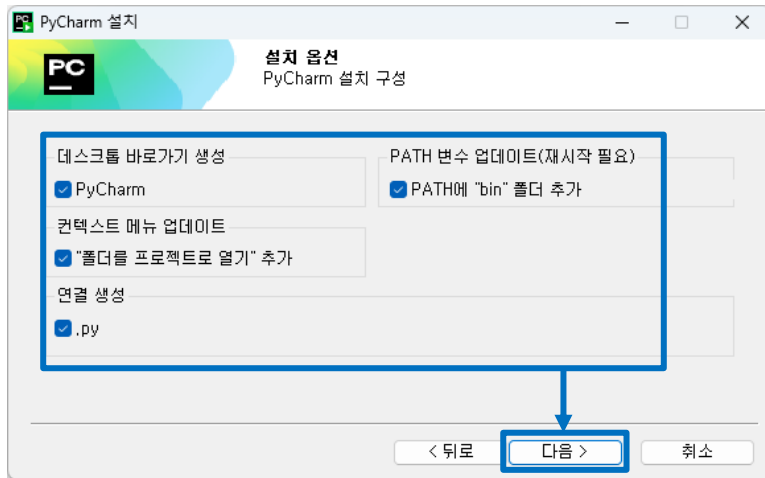 PyCharm 설치
PC
설치 옵션
PyCharm 설치 구성
데스크톱 바로가기 생성
PyCharm
PATH 변수 업데이트(재시작 필요)
PATH에 "bin" 폴더 추가
컨텍스트 메뉴 업데이트
"폴더를 프로젝트로 열기" 추가
연결 생성
.py
< 뒤로
다음 >
취소